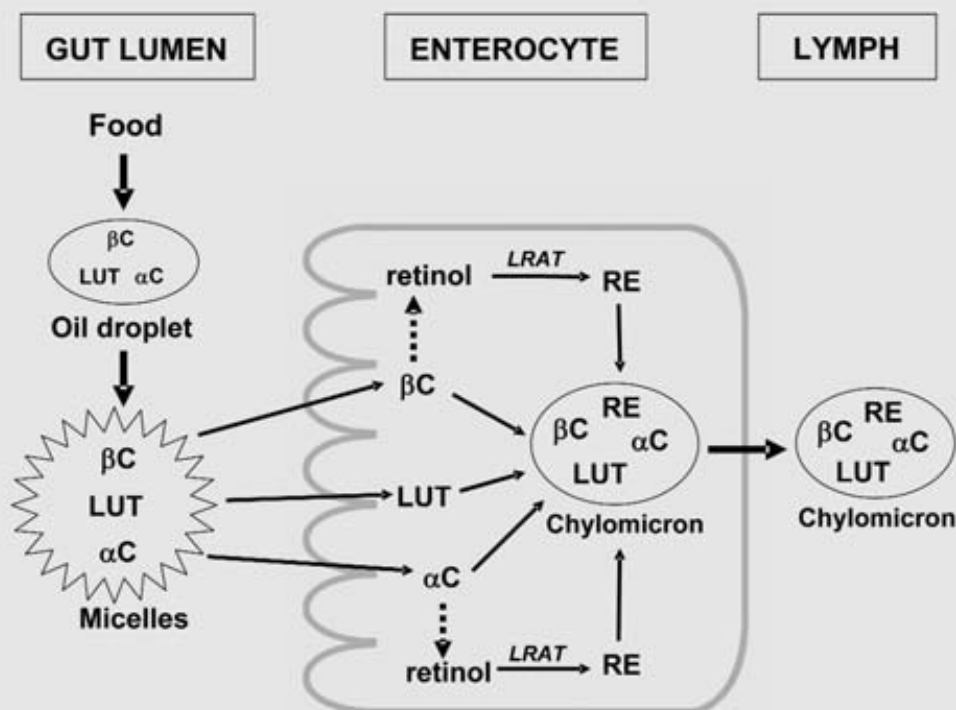 GUT LUMEN
ENTEROCYTE
LYMPH
Food
βC
LUT αC
Oil droplet
βC
LUT
αC
Micelles
retinol
LRAT
RE
βC
LUT
αC
retinol
LRAT
RE
RE
βC
αC
LUT
Chylomicron
RE
βC
αC
LUT
Chylomicron